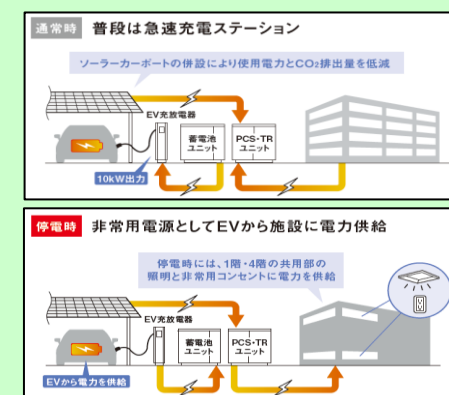 通常時 普段は急速充電ステーション
ソーラーカーポートの併設により使用電力とCO₂排出量を低減
EV充放電器
蓄電池
ユニット
PCS・TR
ユニット
10kW出力
停電時 非常用電源としてEVから施設に電力供給
停電時には、1階・4階の共用部の
照明と非常用コンセントに電力を供給
EV充放電器
蓄電池
ユニット
PCS・TR
ユニット
EVから電力を供給